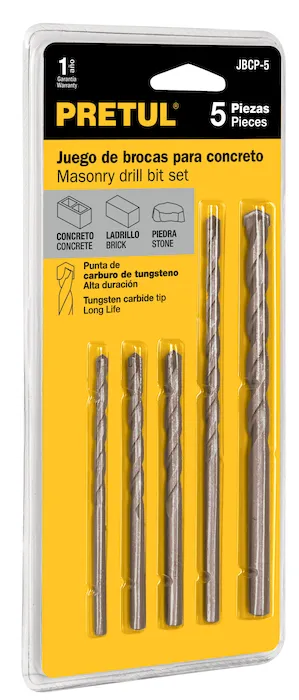 1 año
Garantía
Warranty
JBCP-5
PRETUL®
5 Piezas
Pieces
Juego de brocas para concreto
Masonry drill bit set
CONCRETO
CONCRETE
LADRILLO
BRICK
PIEDRA
STONE
Punta de
carburo de tungsteno
Alta duración
Tungsten carbide tip
Long Life